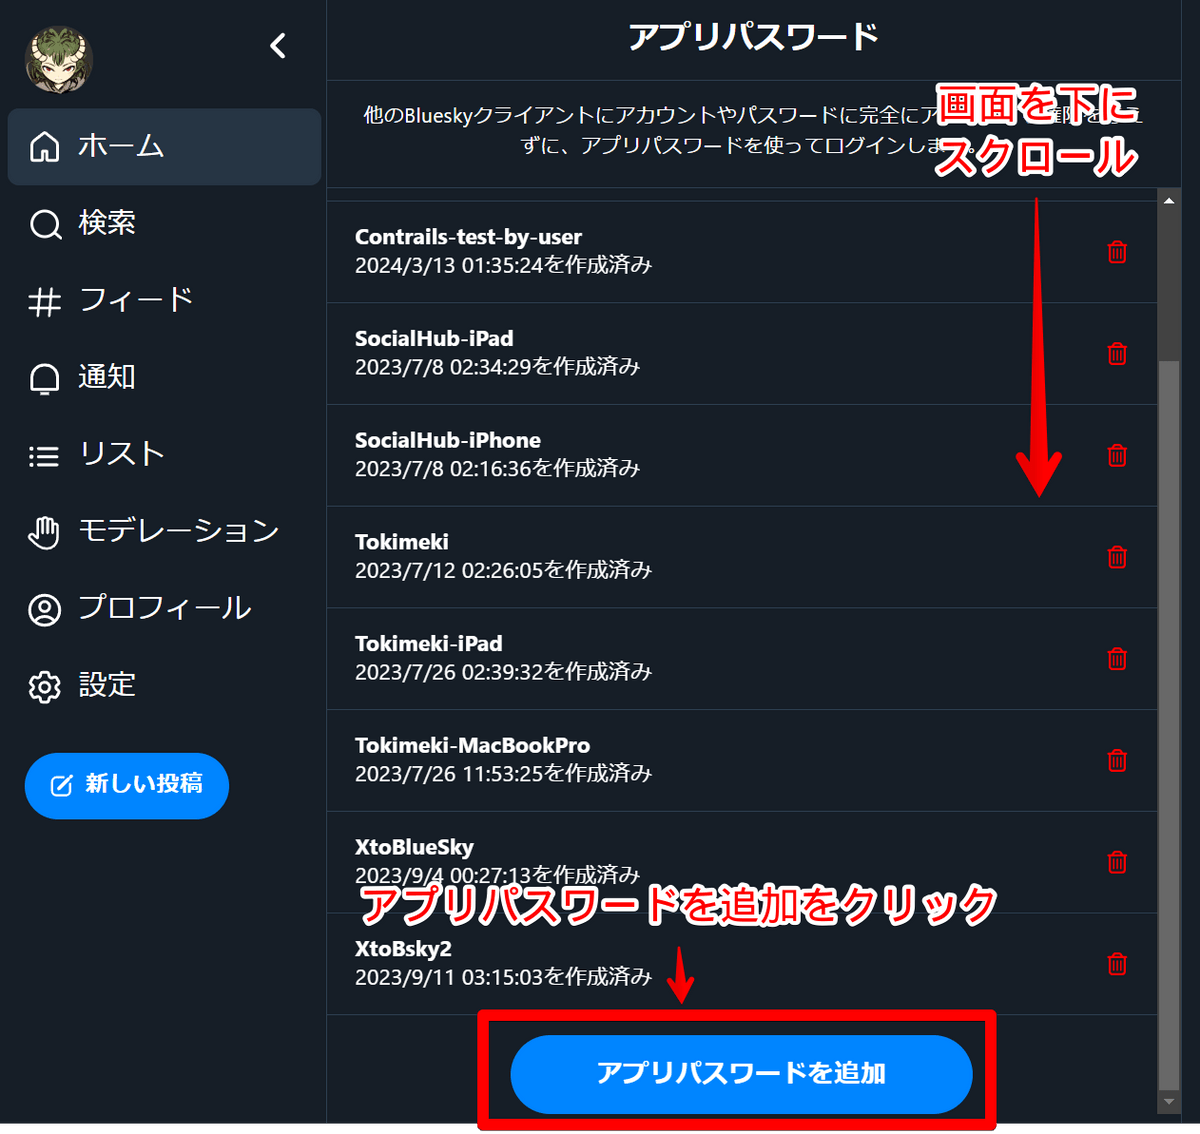 アプリパスワード
他のBlueskyクライアントにアカウントやパスワードに完全にア
ずに、アプリパスワードを使ってログインしま
画面を下に
スクロール
ホーム
検索
フィード
通知
リスト
モデレーション
プロフィール
設定
新しい投稿
Contrails-test-by-user
2024/3/13 01:35:24を作成済み
SocialHub-iPad
2023/7/8 02:34:29を作成済み
SocialHub-iPhone
2023/7/8 02:16:36を作成済み
Tokimeki
2023/7/12 02:26:05を作成済み
Tokimeki-iPad
2023/7/26 02:39:32を作成済み
Tokimeki-MacBookPro
2023/7/26 11:53:25を作成済み
XtoBlueSky
2023/9/4 00:27:13を作成済み
アプリパスワードを追加をクリック
XtoBsky2
2023/9/11 03:15:03を作成済み
アプリパスワードを追加